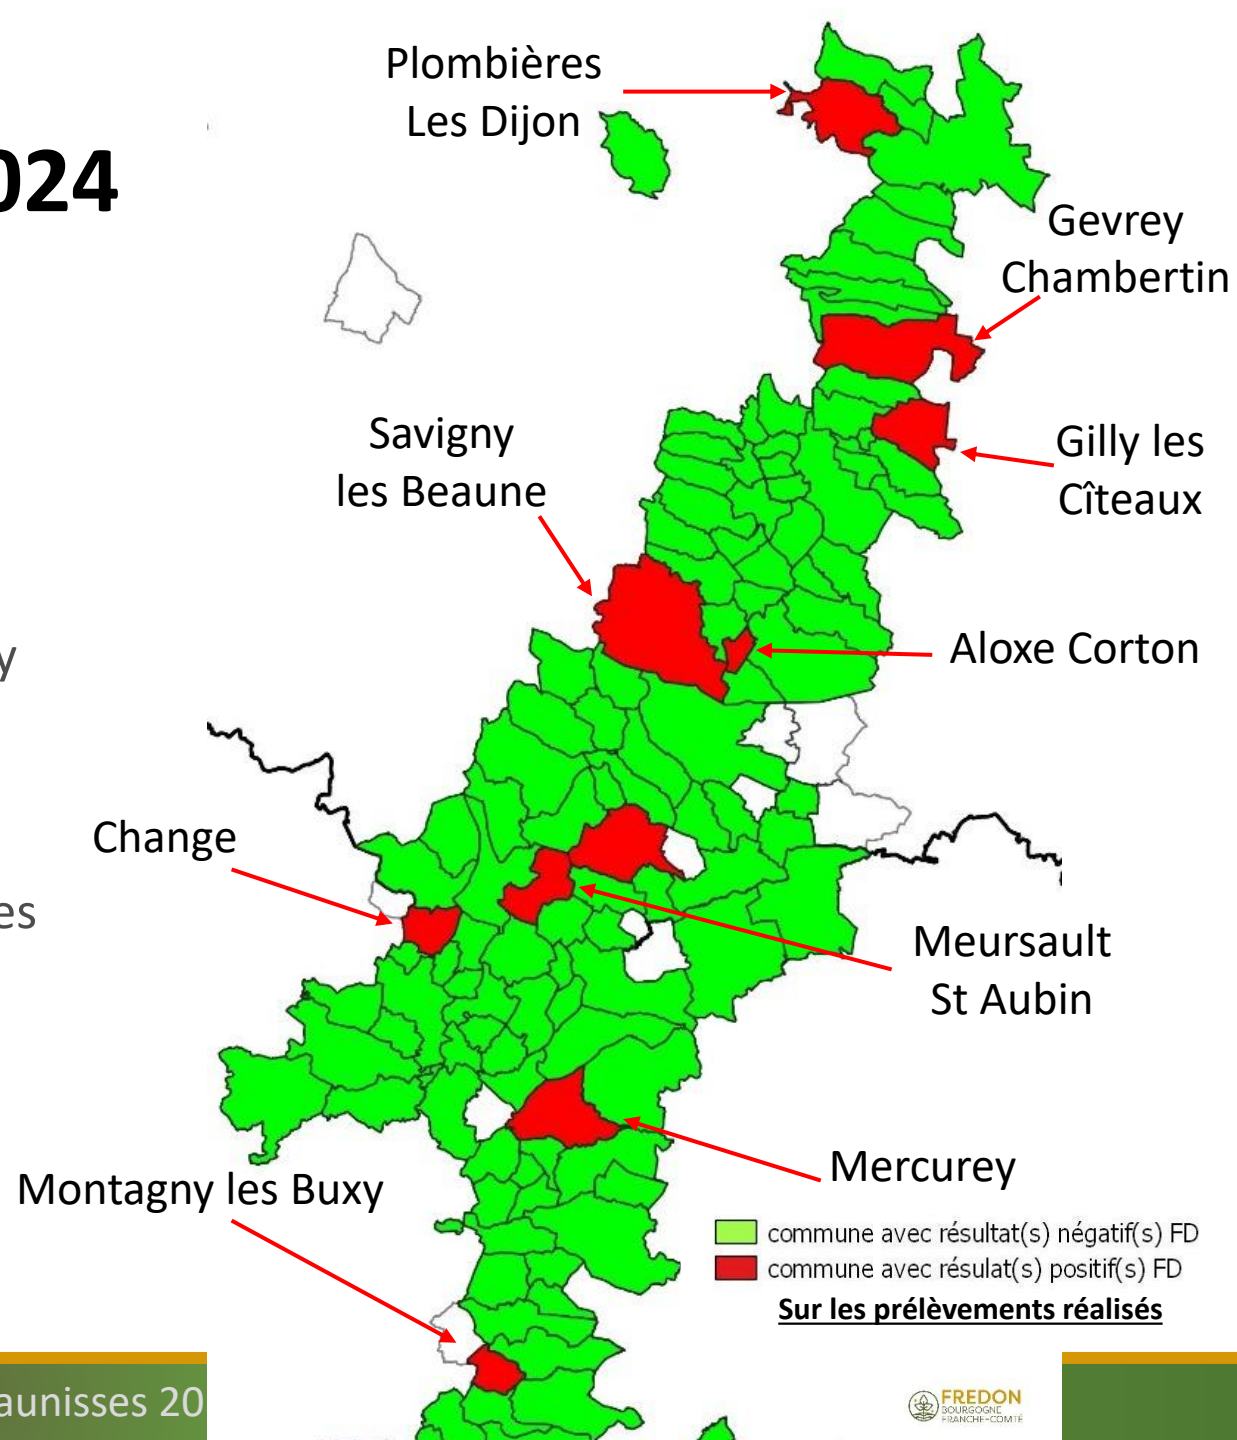 Plombières
Les Dijon
024
Gevrey
Chambertin
Savigny
les Beaune
Gilly les
Cîteaux
y
Aloxe Corton
Change
es
Meursault
St Aubin
Mercurey
Montagny les Buxy
commune avec résultat(s) négatif(s) FD
commune avec résulat(s) positif(s) FD
Sur les prélèvements réalisés
aunisses 20
FREDON
BOURGOGNE
FRANCHE-COMTÉ